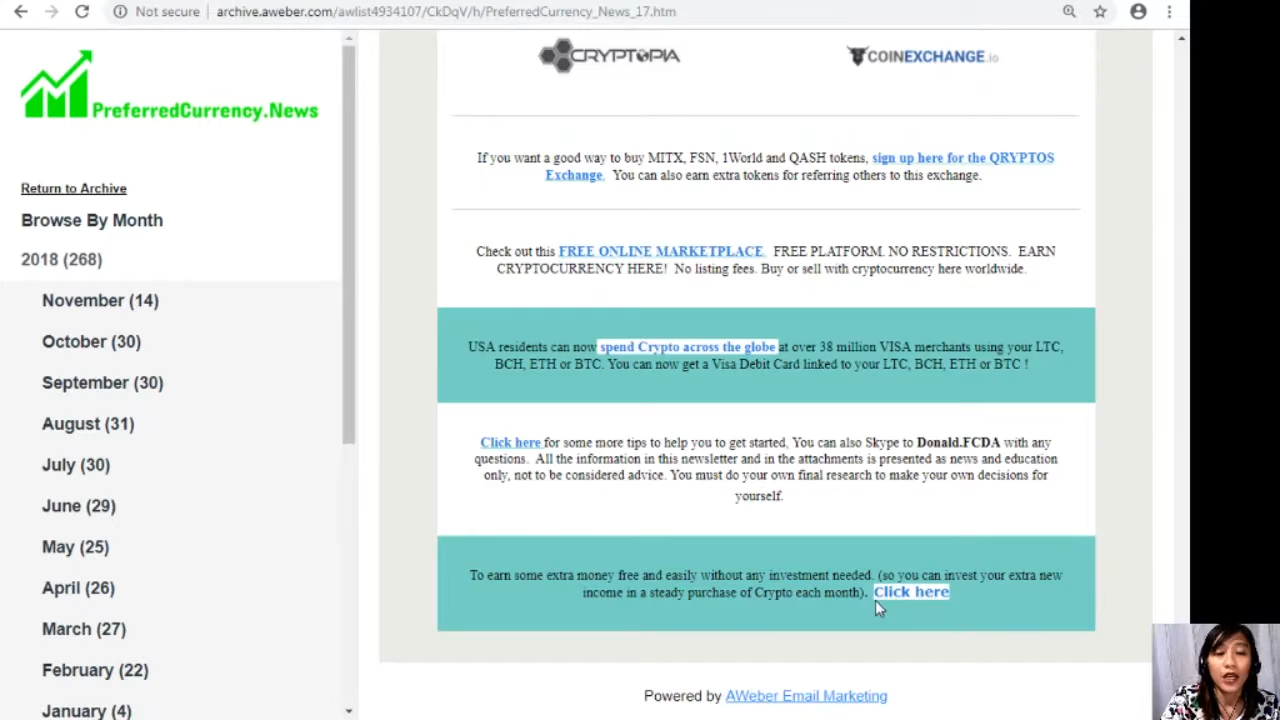 Not secure | archive.aweber.com/awlist4934107/CkDqV/h/PreferredCurrency_News_17.htm
PreferredCurrency.News
Return to Archive
Browse By Month
2018 (268)
November (14)
October (30)
September (30)
August (31)
July (30)
June (29)
May (25)
April (26)
March (27)
February (22)
January (4)
CRYPTOPIA
COINEXCHANGE.io
If you want a good way to buy MITX, FSN, 1World and QASH tokens, sign up here for the QRYPTOS
Exchange. You can also earn extra tokens for referring others to this exchange.
Check out this FREE ONLINE MARKETPLACE. FREE PLATFORM. NO RESTRICTIONS. EARN
CRYPTOCURRENCY HERE! No listing fees. Buy or sell with cryptocurrency here worldwide.
USA residents can now spend Crypto across the globe at over 38 million VISA merchants using your LTC,
BCH, ETH or BTC. You can now get a Visa Debit Card linked to your LTC, BCH, ETH or BTC !
Click here for some more tips to help you to get started, You can also Skype to Donald.FCDA with any
questions. All the information in this newsletter and in the attachments is presented as news and education
only, not to be considered advice. You must do your own final research to make your own decisions for
yourself.
To earn some extra money free and easily without any investment needed. (so you can invest your extra new
income in a steady purchase of Crypto each month). Click here
Powered by AWeber Email Marketing